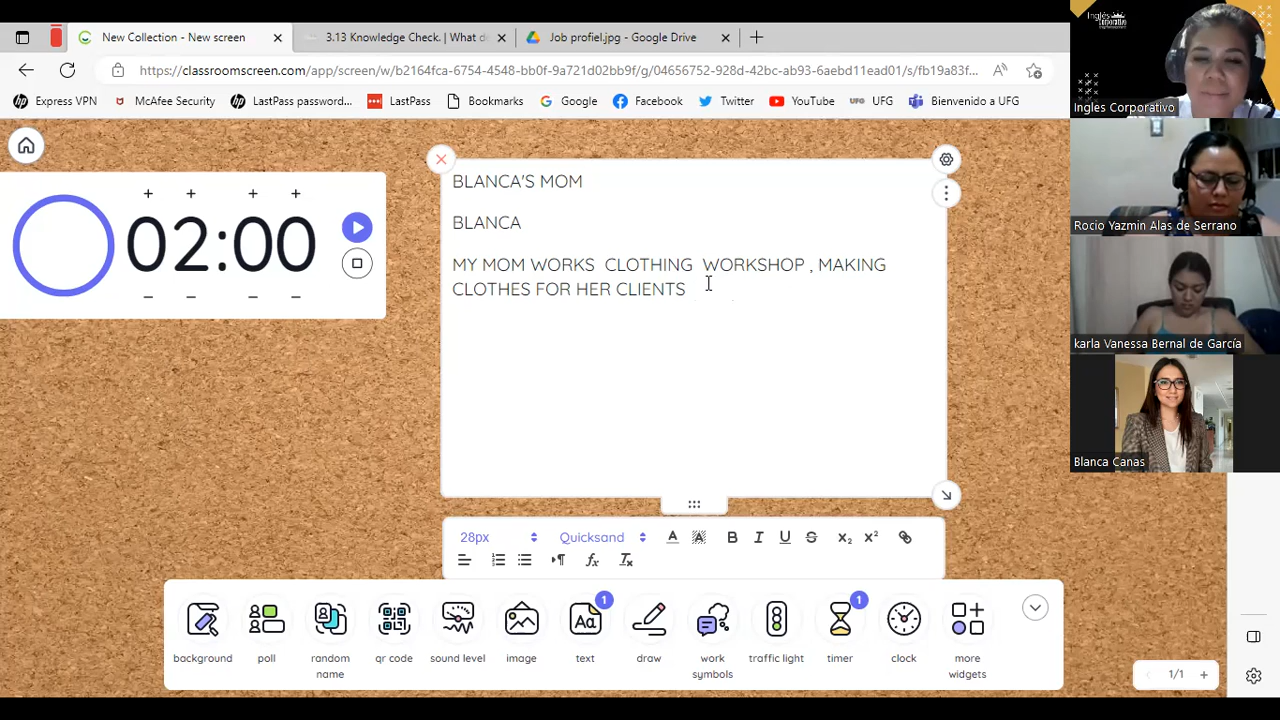 New Collection - New screen
3.13 Knowledge Check. | What d
Job profiel.jpg - Google Drive
https://classroomscreen.com/app/screen/w/b2164fca-6754-4548-bb0f-9a721d02bb9f/g/04656752-928d-42bc-ab93-6aebd11ead01/s/fb19a83f...
Express VPN
McAfee Security
LastPass password...
LastPass
Bookmarks
Google
Facebook
Twitter
YouTube
UFG
Bienvenido a UFG
Inglés Corporativo
Ingles Corporativo
Rocio Yazmin Alas de Serrano
karla Vanessa Bernal de García
Blanca Canas
02:00
BLANCA'S MOM
BLANCA
MY MOM WORKS CLOTHING WORKSHOP , MAKING
CLOTHES FOR HER CLIENTS
28px
Quicksand
background
poll
random name
qr code
sound level
image
1
text
draw
work symbols
traffic light
1
timer
clock
more widgets
1/1